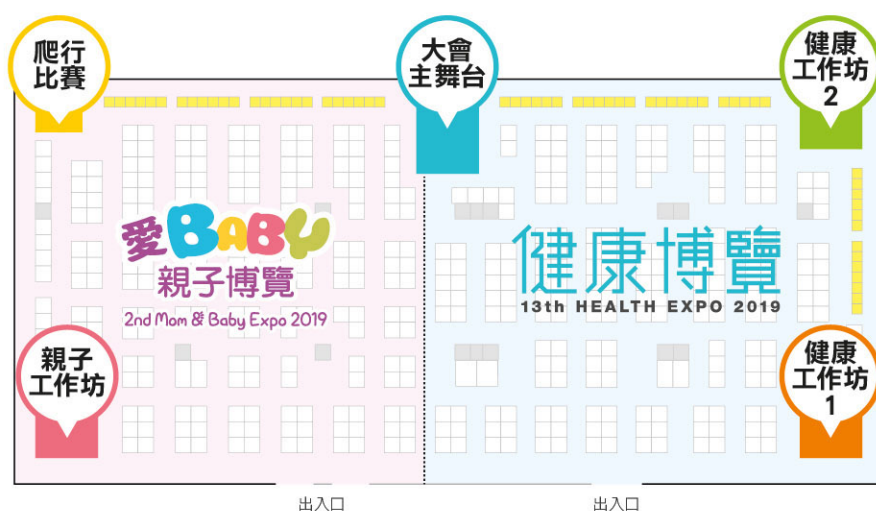 爬行
比賽
大會
主舞台
健康
工作坊
2
愛BABY
親子博覽
2nd Mom & Baby Expo 2019
健康博覽
13th HEALTH EXPO 2019
親子
工作坊
健康
工作坊
1
出入口
出入口